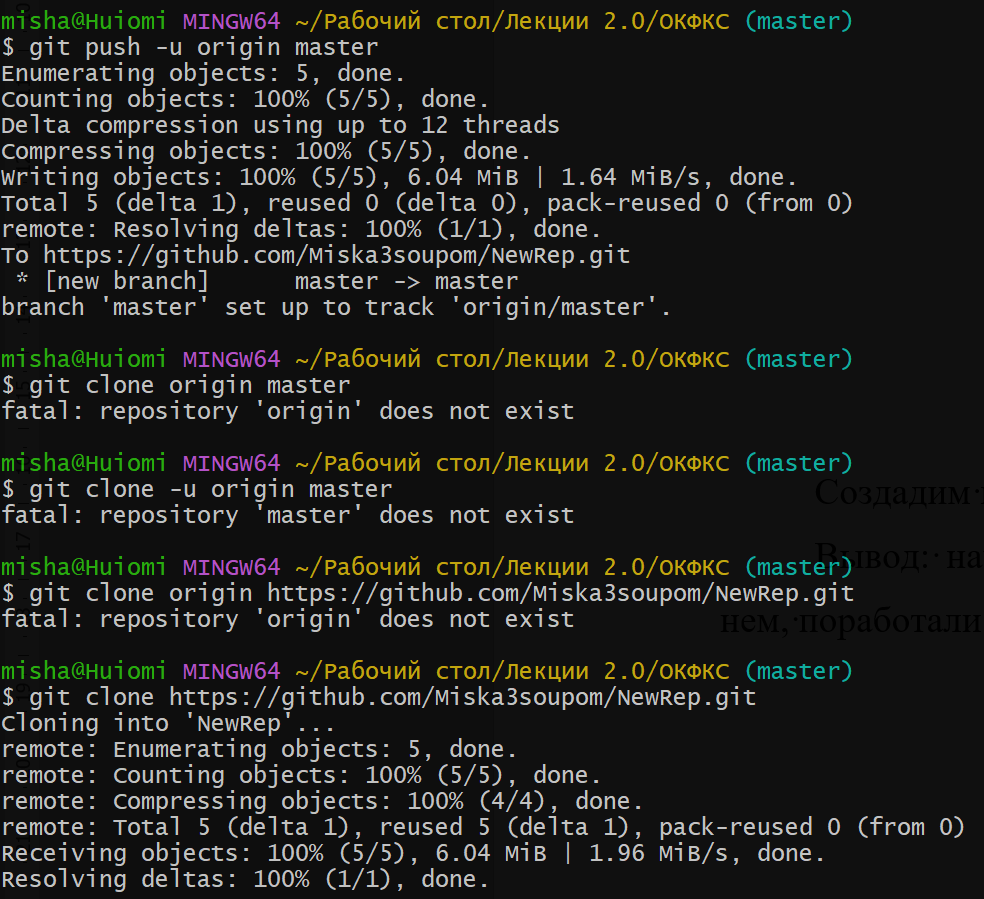 misha@Huiomi MINGW64 ~/Рабочий стол/Лекции 2.0/ОКФКС (master)
$ git push -u origin master
Enumerating objects: 5, done.
Counting objects: 100% (5/5), done.
Delta compression using up to 12 threads
Compressing objects: 100% (5/5), done.
Writing objects: 100% (5/5), 6.04 MiB | 1.64 MiB/s, done.
Total 5 (delta 1), reused 0 (delta 0), pack-reused 0 (from 0)
remote: Resolving deltas: 100% (1/1), done.
To https://github.com/Miska3soupom/NewRep.git
 * [new branch]      master -> master
branch 'master' set up to track 'origin/master'.
misha@Huiomi MINGW64 ~/Рабочий стол/Лекции 2.0/ОКФКС (master)
$ git clone origin master
fatal: repository 'origin' does not exist
misha@Huiomi MINGW64 ~/Рабочий стол/Лекции 2.0/ОКФКС (master)
$ git clone -u origin master
fatal: repository 'master' does not exist
Создадим
misha@Huiomi MINGW64 ~/Рабочий стол/Лекции 2.0/ОКФКС (master)
Вывод: на
$ git clone origin https://github.com/Miska3soupom/NewRep.git
fatal: repository 'origin' does not exist
нем, поработали
misha@Huiomi MINGW64 ~/Рабочий стол/Лекции 2.0/ОКФКС (master)
$ git clone https://github.com/Miska3soupom/NewRep.git
Cloning into 'NewRep'...
remote: Enumerating objects: 5, done.
remote: Counting objects: 100% (5/5), done.
remote: Compressing objects: 100% (4/4), done.
remote: Total 5 (delta 1), reused 5 (delta 1), pack-reused 0 (from 0)
Receiving objects: 100% (5/5), 6.04 MiB | 1.96 MiB/s, done.
Resolving deltas: 100% (1/1), done.